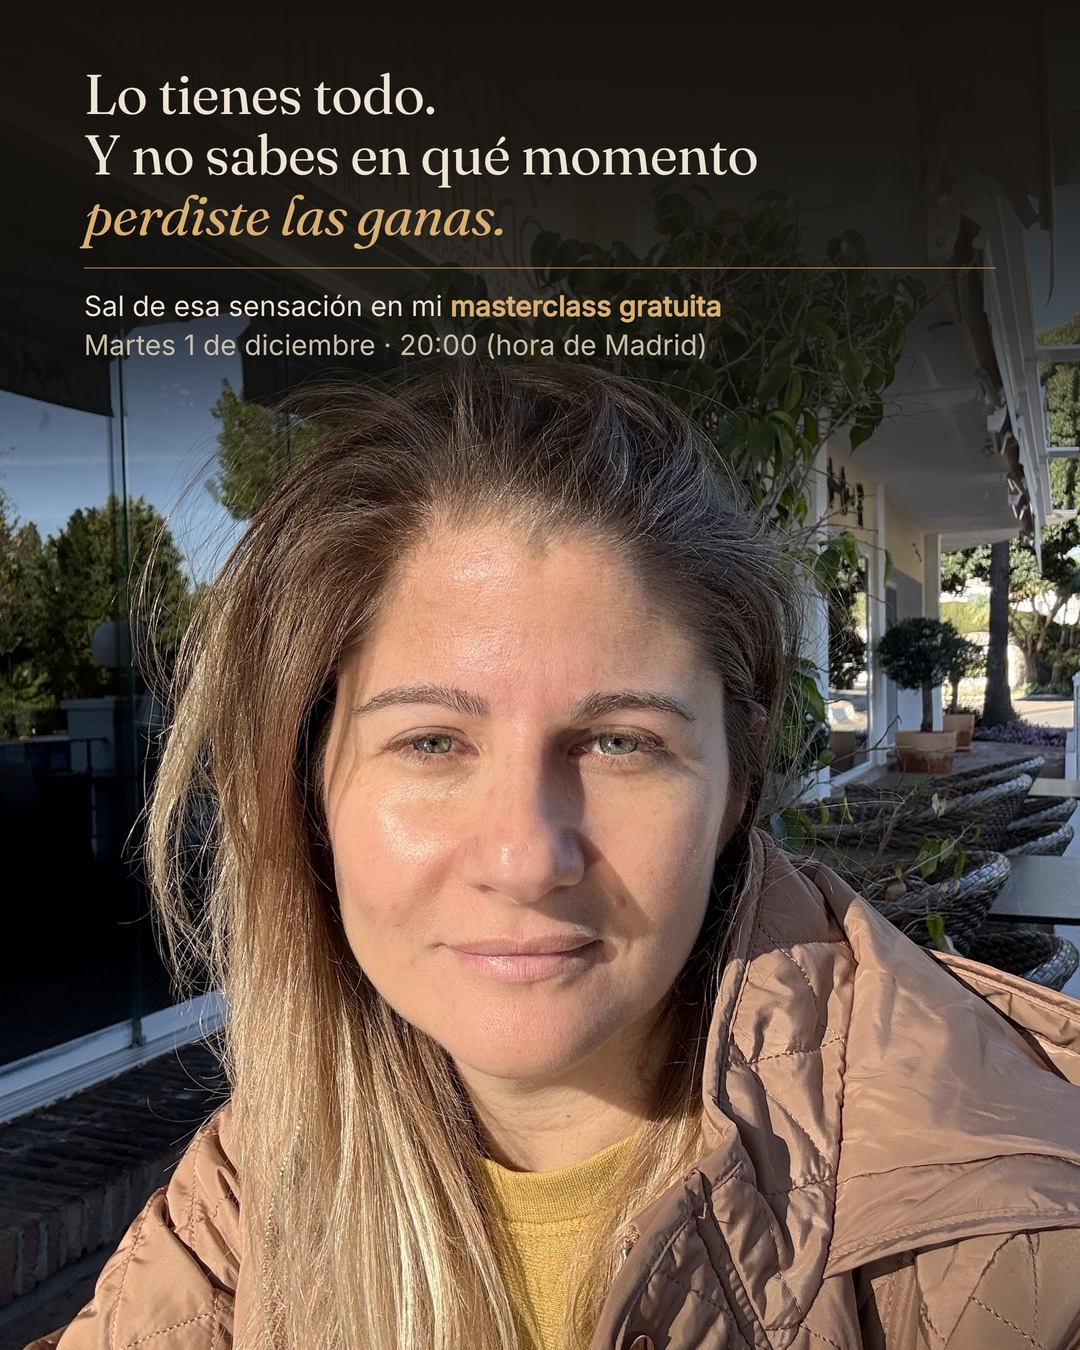 Lo tienes todo.
Y no sabes en qué momento
perdiste las ganas.
Sal de esa sensación en mi masterclass gratuita
Martes 1 de diciembre · 20:00 (hora de Madrid)